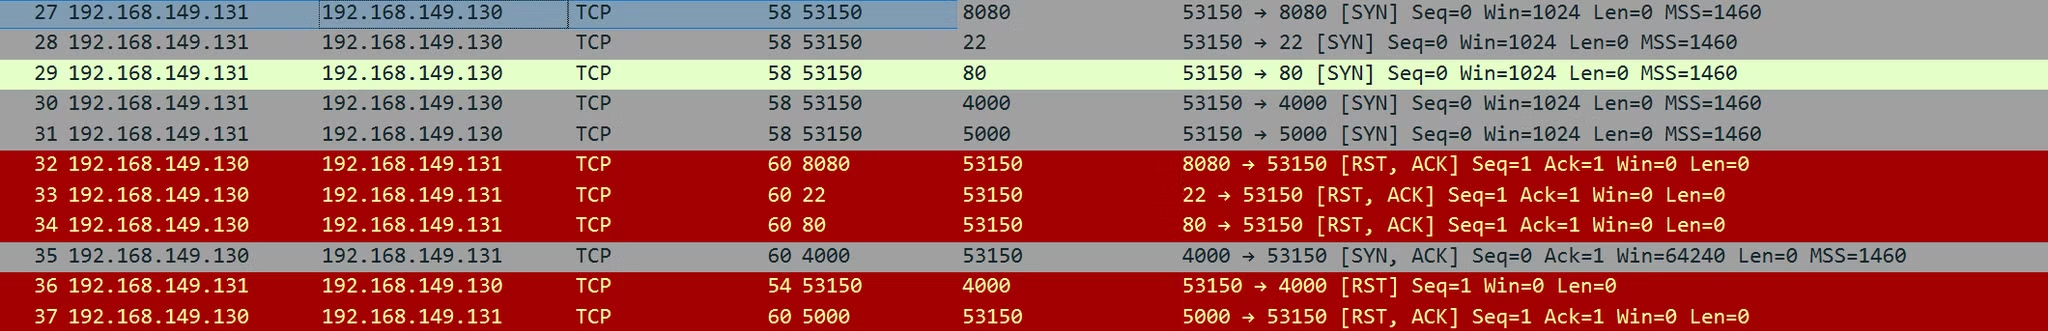 27 192.168.149.131 192.168.149.130 TCP 58 53150 8080 53150 → 8080 [SYN] Seq=0 Win=1024 Len=0 MSS=1460
28 192.168.149.131 192.168.149.130 TCP 58 53150 22 53150 → 22 [SYN] Seq=0 Win=1024 Len=0 MSS=1460
29 192.168.149.131 192.168.149.130 TCP 58 53150 80 53150 → 80 [SYN] Seq=0 Win=1024 Len=0 MSS=1460
30 192.168.149.131 192.168.149.130 TCP 58 53150 4000 53150 → 4000 [SYN] Seq=0 Win=1024 Len=0 MSS=1460
31 192.168.149.131 192.168.149.130 TCP 58 53150 5000 53150 → 5000 [SYN] Seq=0 Win=1024 Len=0 MSS=1460
32 192.168.149.130 192.168.149.131 TCP 60 8080 53150 8080 → 53150 [RST, ACK] Seq=1 Ack=1 Win=0 Len=0
33 192.168.149.130 192.168.149.131 TCP 60 22 53150 22 → 53150 [RST, ACK] Seq=1 Ack=1 Win=0 Len=0
34 192.168.149.130 192.168.149.131 TCP 60 80 53150 80 → 53150 [RST, ACK] Seq=1 Ack=1 Win=0 Len=0
35 192.168.149.130 192.168.149.131 TCP 60 4000 53150 4000 → 53150 [SYN, ACK] Seq=0 Ack=1 Win=64240 Len=0 MSS=1460
36 192.168.149.131 192.168.149.130 TCP 54 53150 4000 53150 → 4000 [RST] Seq=1 Win=0 Len=0
37 192.168.149.130 192.168.149.131 TCP 60 5000 53150 5000 → 53150 [RST, ACK] Seq=1 Ack=1 Win=0 Len=0